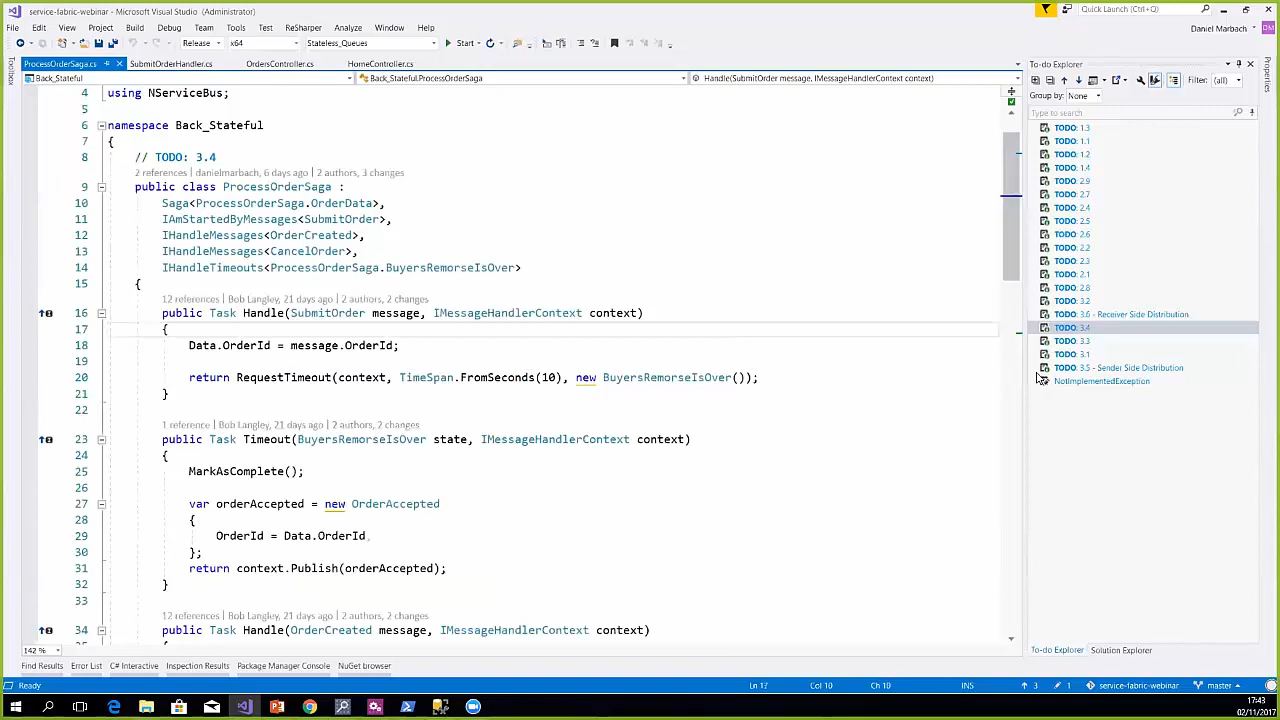 service-fabric-webinar - Microsoft Visual Studio (Administrator)
Quick Launch (Ctrl+Q)
File Edit View Project Build Debug Team Tools Test ReSharper Analyze Window Help
Daniel Marbach DM
Release x64 Stateless_Queues Start
Toolbox
ProcessOrderSaga.cs SubmitOrderHandler.cs OrdersController.cs HomeController.cs
Back_Stateful Back_Stateful.ProcessOrderSaga Handle(SubmitOrder message, IMessageHandlerContext context)
4 using NServiceBus;
5
6 namespace Back_Stateful
7 {
8 // TODO: 3.4
2 references | danielmarbach, 6 days ago | 2 authors, 3 changes
9 public class ProcessOrderSaga :
10 Saga<ProcessOrderSaga.OrderData>,
11 IAmStartedByMessages<SubmitOrder>,
12 IHandleMessages<OrderCreated>,
13 IHandleMessages<CancelOrder>,
14 IHandleTimeouts<ProcessOrderSaga.BuyersRemorseIsOver>
15 {
12 references | Bob Langley, 21 days ago | 2 authors, 2 changes
16 public Task Handle(SubmitOrder message, IMessageHandlerContext context)
17 {
18 Data.OrderId = message.OrderId;
19
20 return RequestTimeout(context, TimeSpan.FromSeconds(10), new BuyersRemorseIsOver());
21 }
22
1 reference | Bob Langley, 21 days ago | 2 authors, 2 changes
23 public Task Timeout(BuyersRemorseIsOver state, IMessageHandlerContext context)
24 {
25 MarkAsComplete();
26
27 var orderAccepted = new OrderAccepted
28 {
29 OrderId = Data.OrderId
30 };
31 return context.Publish(orderAccepted);
32 }
33
12 references | Bob Langley, 21 days ago | 2 authors, 2 changes
34 public Task Handle(OrderCreated message, IMessageHandlerContext context)
142 %
To-do Explorer
Filter: (all)
Group by: None
Type to search
TODO: 1.3
TODO: 1.1
TODO: 1.2
TODO: 1.4
TODO: 2.9
TODO: 2.7
TODO: 2.4
TODO: 2.5
TODO: 2.6
TODO: 2.2
TODO: 2.3
TODO: 2.1
TODO: 2.8
TODO: 3.2
TODO: 3.6 - Receiver Side Distribution
TODO: 3.4
TODO: 3.3
TODO: 3.1
TODO: 3.5 - Sender Side Distribution
NotImplementedException
To-do Explorer Solution Explorer
Properties
Find Results Error List C# Interactive Inspection Results Package Manager Console NuGet browser
Ready Ln 17 Col 10 Ch 10 INS 3 1 service-fabric-webinar master
17:43
02/11/2017